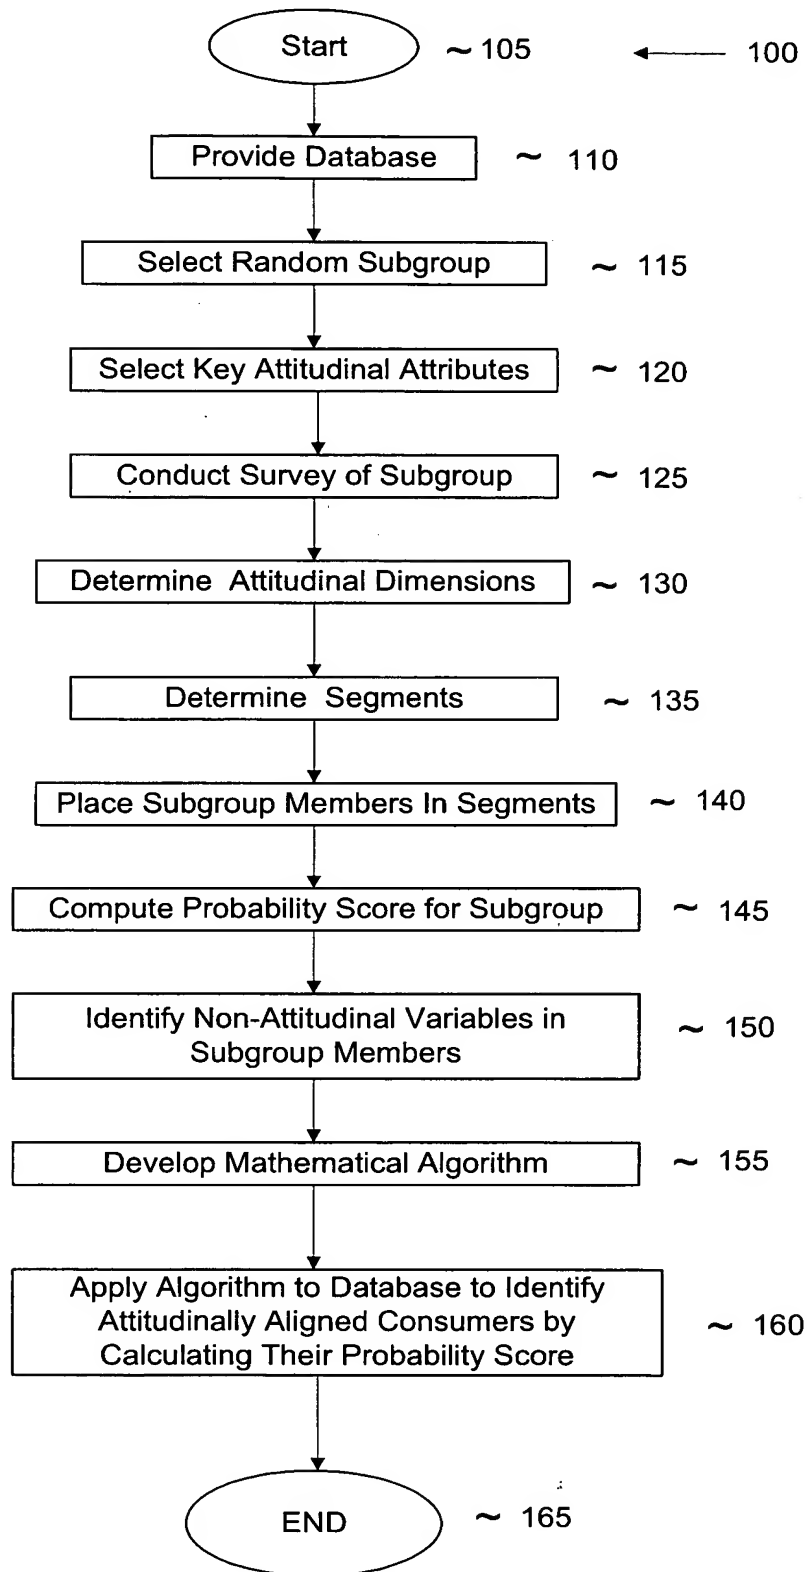 Start ~ 105 100
Provide Database ~ 110
Select Random Subgroup ~ 115
Select Key Attitudinal Attributes ~ 120
Conduct Survey of Subgroup ~ 125
Determine Attitudinal Dimensions ~ 130
Determine Segments ~ 135
Place Subgroup Members In Segments ~ 140
Compute Probability Score for Subgroup ~ 145
Identify Non-Attitudinal Variables in
Subgroup Members ~ 150
Develop Mathematical Algorithm ~ 155
Apply Algorithm to Database to Identify
Attitudinally Aligned Consumers by ~ 160
Calculating Their Probability Score
END ~ 165